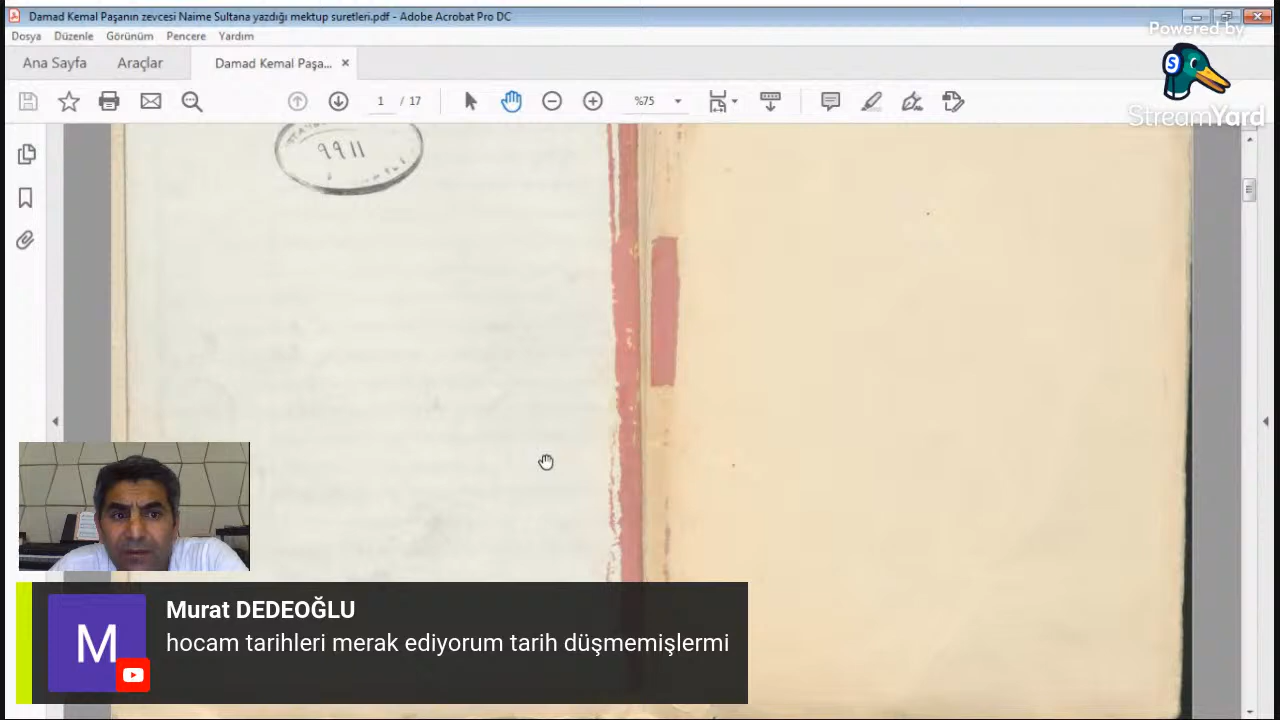 Damad Kemal Paşanın zevcesi Naime Sultana yazdığı mektup suretleri.pdf - Adobe Acrobat Pro DC
Dosya Düzenle Görünüm Pencere Yardım
Powered by
StreamYard
Ana Sayfa Araçlar Damad Kemal Paşa... ×
1 / 17 %75
9911
Murat DEDEOĞLU
M
hocam tarihleri merak ediyorum tarih düşmemişlermi